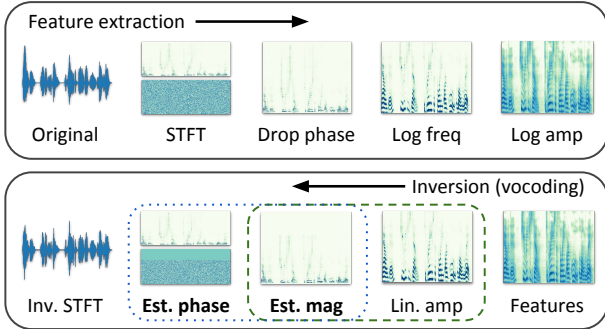 Feature extraction
Original STFT Drop phase Log freq Log amp
Inversion (vocoding)
Inv. STFT Est. phase Est. mag Lin. amp Features